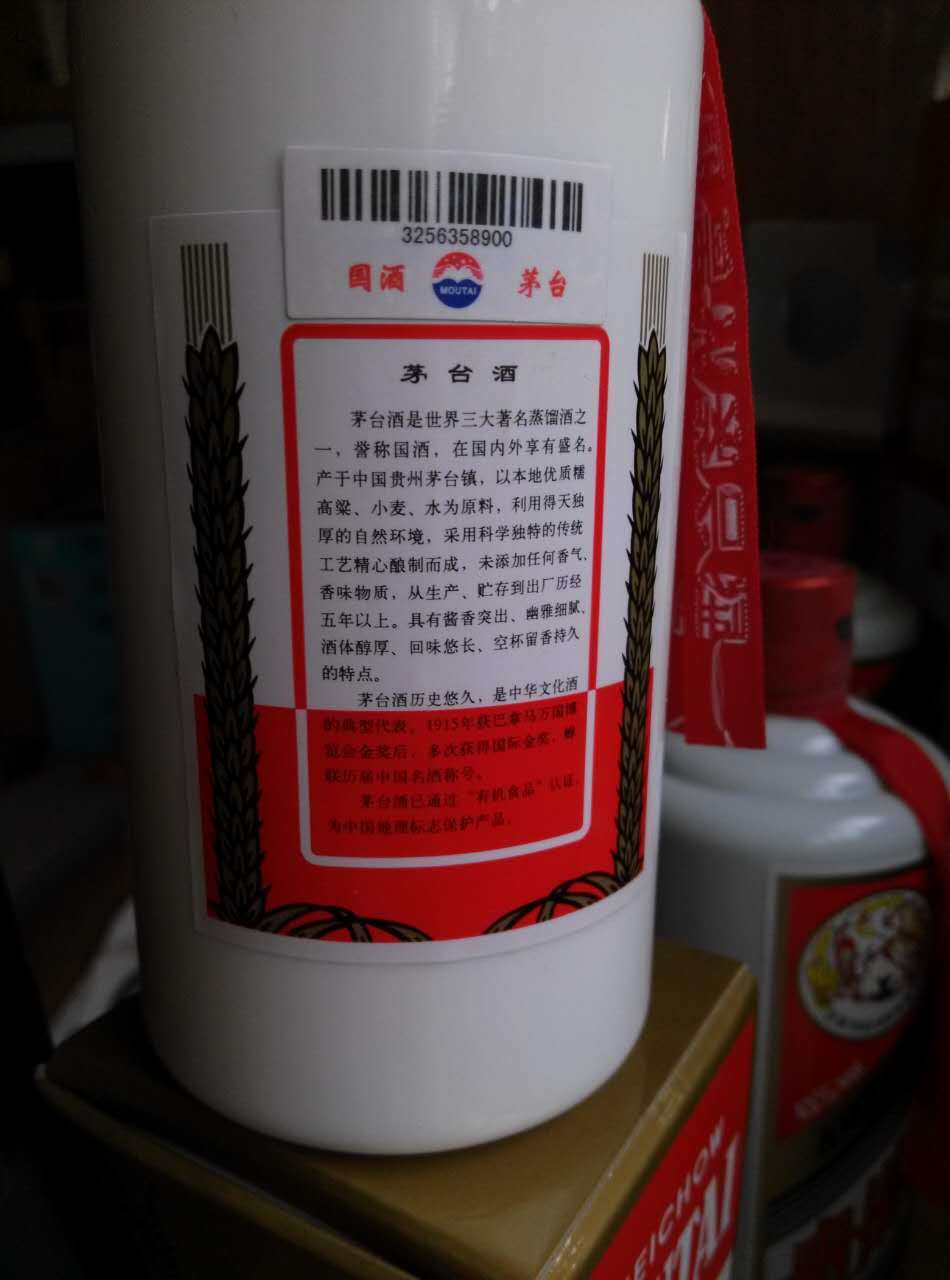 3256358900
国酒 MOUTAI 茅台
茅台酒
茅台酒是世界三大著名蒸馏酒之
一，誉称国酒，在国内外享有盛名。
产于中国贵州茅台镇，以本地优质糯
高粱、小麦、水为原料，利用得天独
厚的自然环境，采用科学独特的传统
工艺精心酿制而成，未添加任何香气、
香味物质，从生产、贮存到出厂历经
五年以上。具有酱香突出、幽雅细腻、
酒体醇厚、回味悠长、空杯留香持久
的特点。
茅台酒历史悠久，是中华文化酒
的典型代表。1915年获巴拿马万国博
览会金奖后，多次获得国际金奖，蝉
联历届中国名酒称号。
茅台酒已通过“有机食品”认证，
为中国地理标志保护产品。